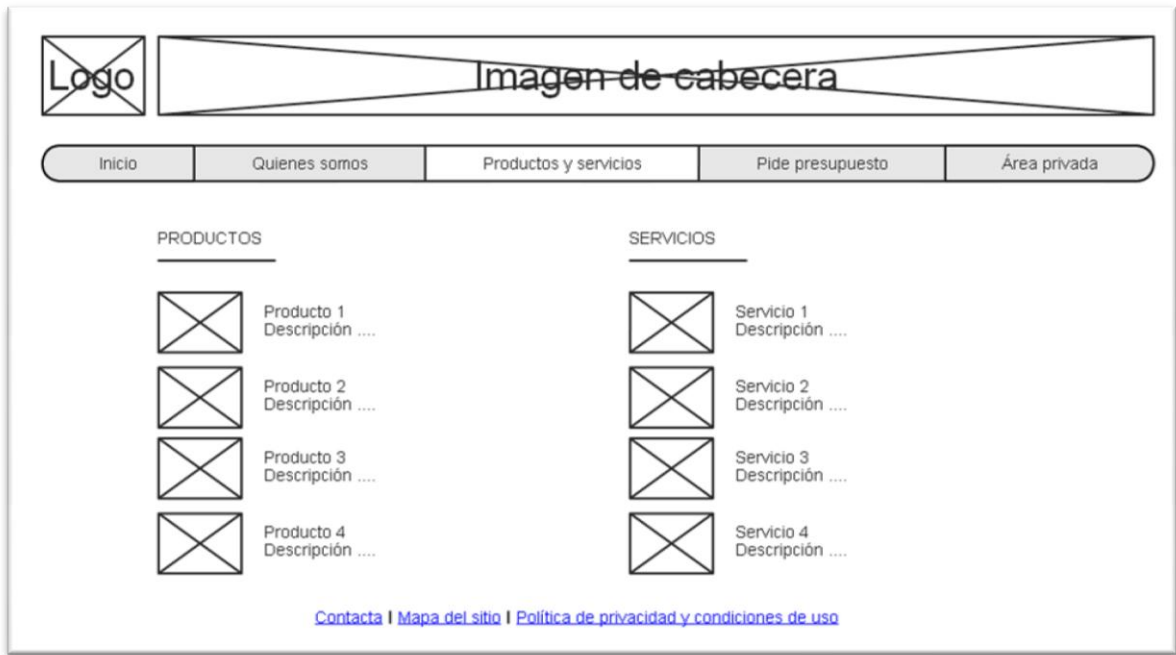 Logo
Imagen de cabecera
Inicio
Quienes somos
Productos y servicios
Pide presupuesto
Área privada
PRODUCTOS
Producto 1
Descripción ....
Producto 2
Descripción ....
Producto 3
Descripción ....
Producto 4
Descripción ....
SERVICIOS
Servicio 1
Descripción ....
Servicio 2
Descripción ....
Servicio 3
Descripción ....
Servicio 4
Descripción ....
Contacta I Mapa del sitio I Política de privacidad y condiciones de uso